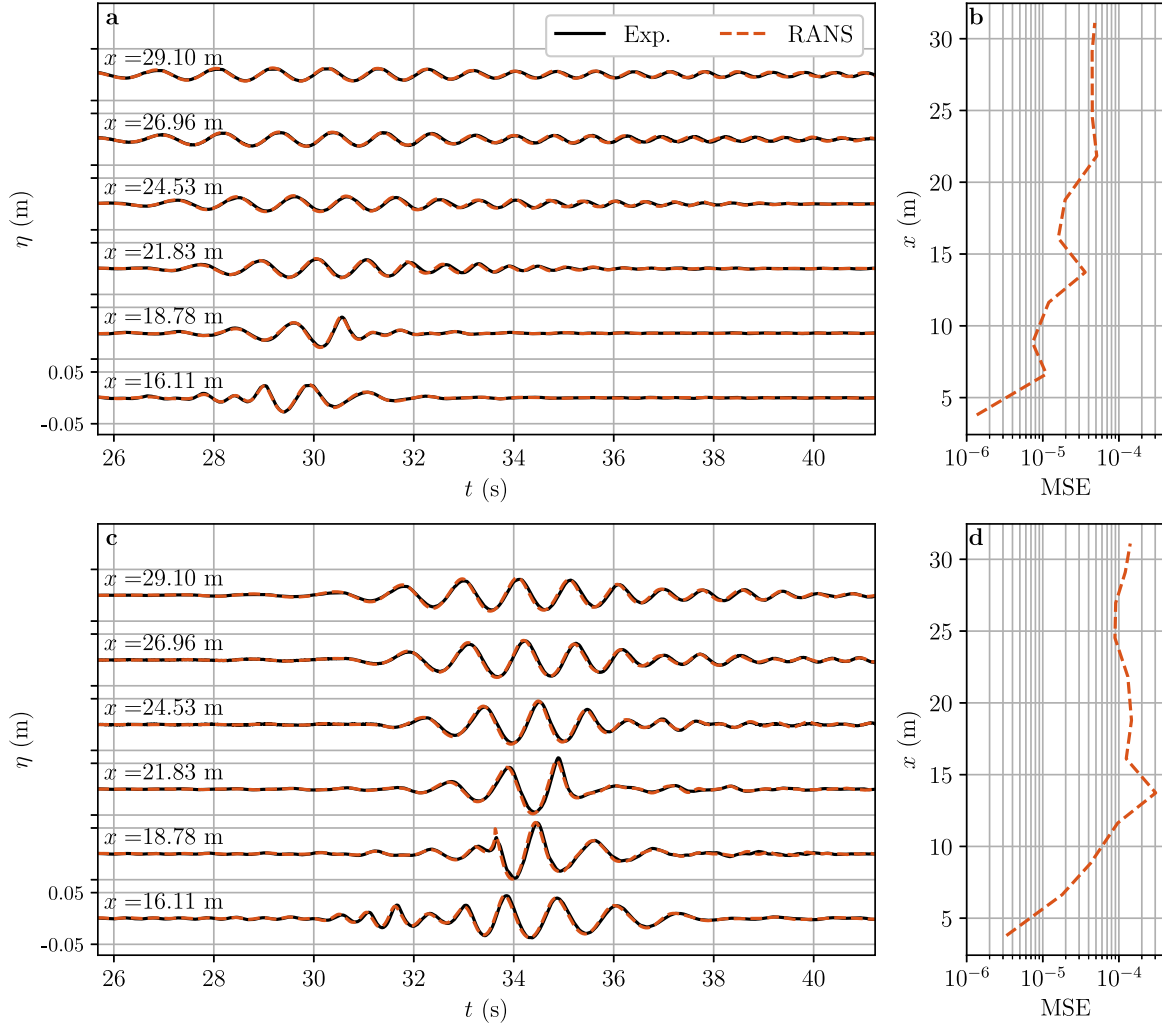 a
Exp.
RANS
x =29.10 m
x =26.96 m
x =24.53 m
x =21.83 m
x =18.78 m
x =16.11 m
0.05
-0.05
η (m)
26 28 30 32 34 36 38 40
t (s)
b
30
25
20
15
10
5
x (m)
10⁻⁶ 10⁻⁵ 10⁻⁴
MSE
c
x =29.10 m
x =26.96 m
x =24.53 m
x =21.83 m
x =18.78 m
x =16.11 m
0.05
-0.05
η (m)
26 28 30 32 34 36 38 40
t (s)
d
30
25
20
15
10
5
x (m)
10⁻⁶ 10⁻⁵ 10⁻⁴
MSE